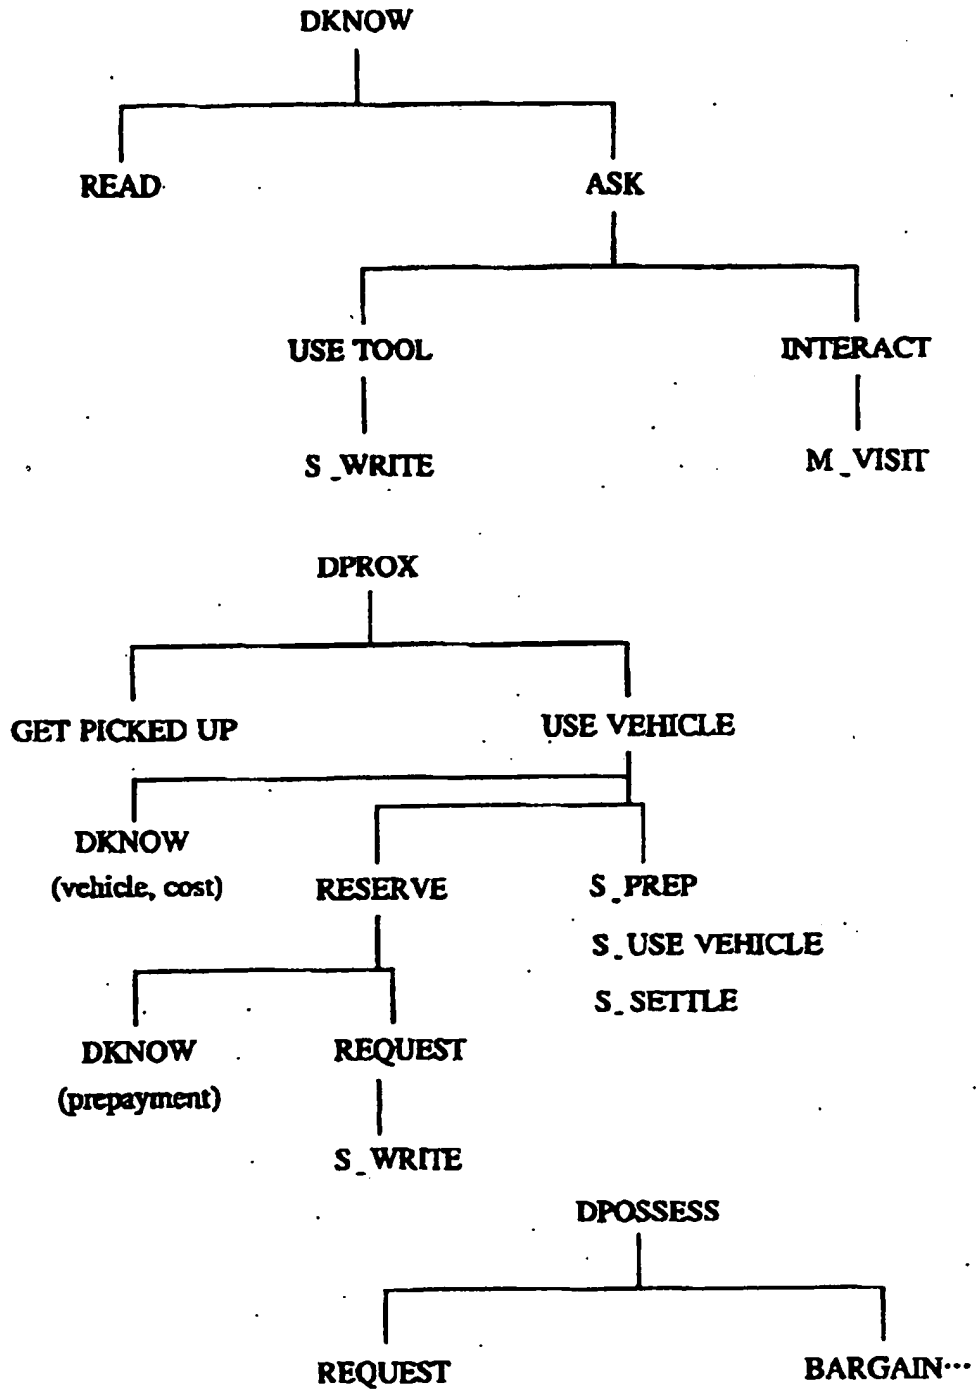 DKNOW
READ ASK
USE TOOL INTERACT
S_WRITE M_VISIT
DPROX
GET PICKED UP USE VEHICLE
DKNOW
(vehicle, cost) RESERVE S_PREP
S_USE VEHICLE
S_SETTLE
DKNOW REQUEST
(prepayment)
S_WRITE
DPOSSESS
REQUEST BARGAIN...